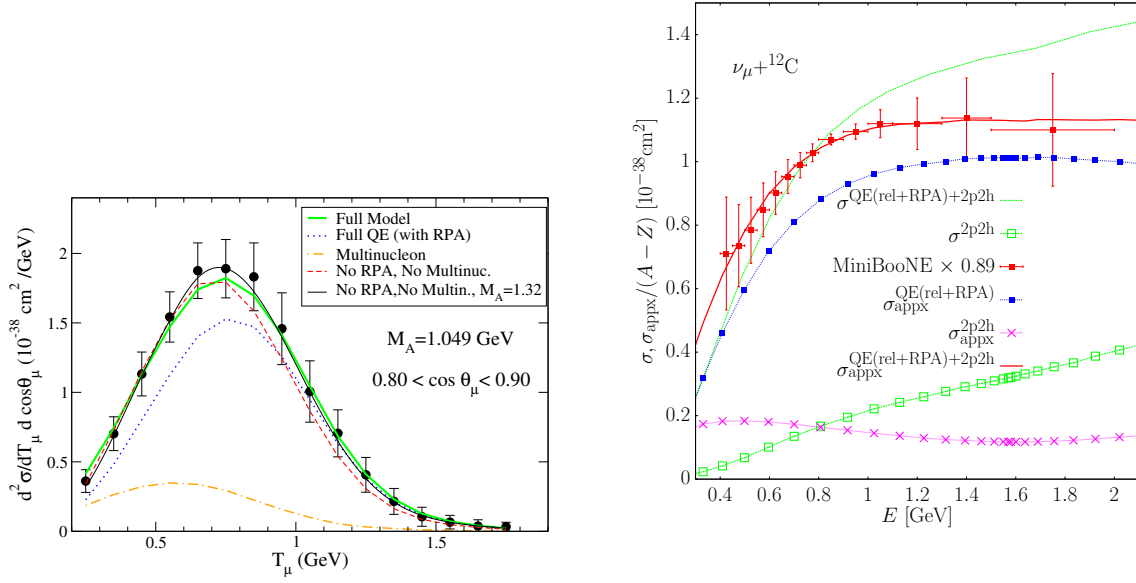 2
1.5
1
0.5
0
0.5
1
1.5
T_μ (GeV)
d²σ/dT_μ d cosθ_μ (10⁻³⁸ cm² /GeV)
Full Model
Full QE (with RPA)
Multinucleon
No RPA, No Multinuc.
No RPA,No Multin., M_A=1.32
M_A=1.049 GeV
0.80 < cos θ_μ < 0.90
1.4
1.2
1
0.8
0.6
0.4
0.2
0
0.4
0.6
0.8
1
1.2
1.4
1.6
1.8
2
E [GeV]
σ, σ_appx/(A − Z) [10⁻³⁸cm²]
ν_μ+¹²C
σ^QE(rel+RPA)+2p2h
σ^2p2h
MiniBooNE × 0.89
σ_appx^QE(rel+RPA)
σ_appx^2p2h
σ_appx^QE(rel+RPA)+2p2h